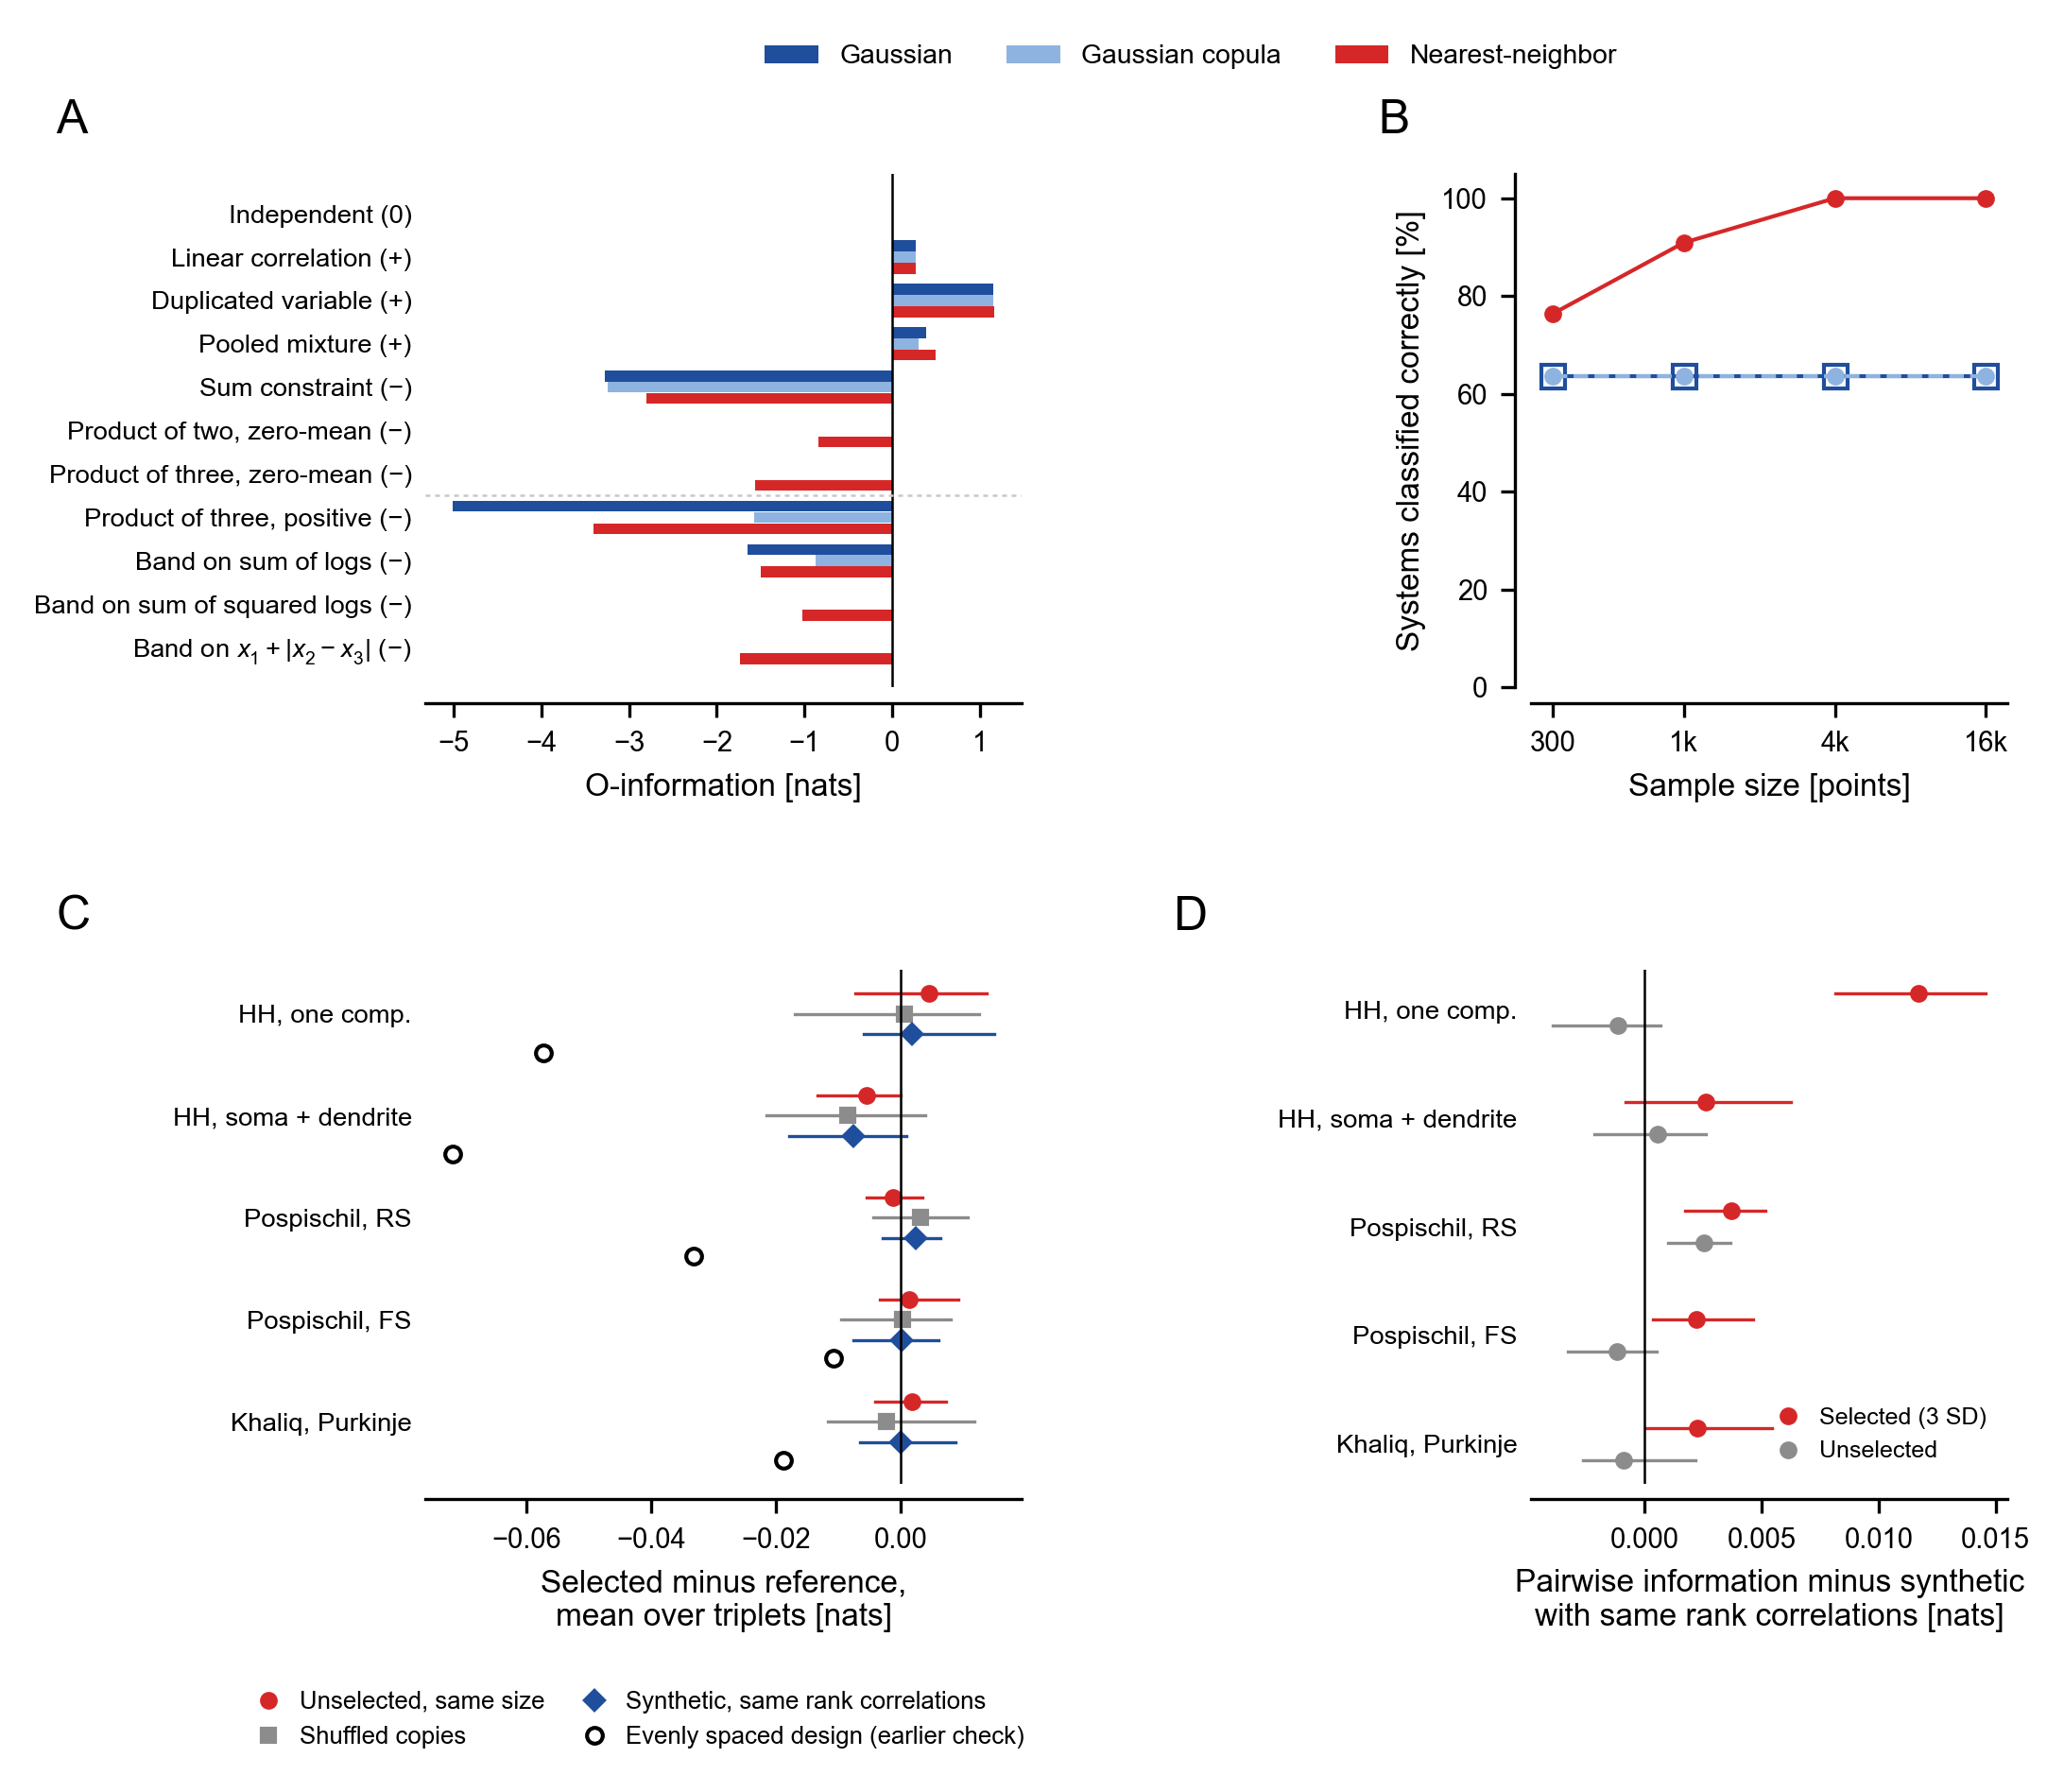 Gaussian
Gaussian copula
Nearest-neighbor
A
Independent (0)
Linear correlation (+)
Duplicated variable (+)
Pooled mixture (+)
Sum constraint (−)
Product of two, zero-mean (−)
Product of three, zero-mean (−)
Product of three, positive (−)
Band on sum of logs (−)
Band on sum of squared logs (−)
Band on x1 + |x2 − x3| (−)
−5
−4
−3
−2
−1
0
1
O-information [nats]
B
Systems classified correctly [%]
100
80
60
40
20
0
300
1k
4k
16k
Sample size [points]
C
HH, one comp.
HH, soma + dendrite
Pospischil, RS
Pospischil, FS
Khaliq, Purkinje
−0.06
−0.04
−0.02
0.00
Selected minus reference,
mean over triplets [nats]
Unselected, same size
Shuffled copies
Synthetic, same rank correlations
Evenly spaced design (earlier check)
D
HH, one comp.
HH, soma + dendrite
Pospischil, RS
Pospischil, FS
Khaliq, Purkinje
Selected (3 SD)
Unselected
0.000
0.005
0.010
0.015
Pairwise information minus synthetic
with same rank correlations [nats]